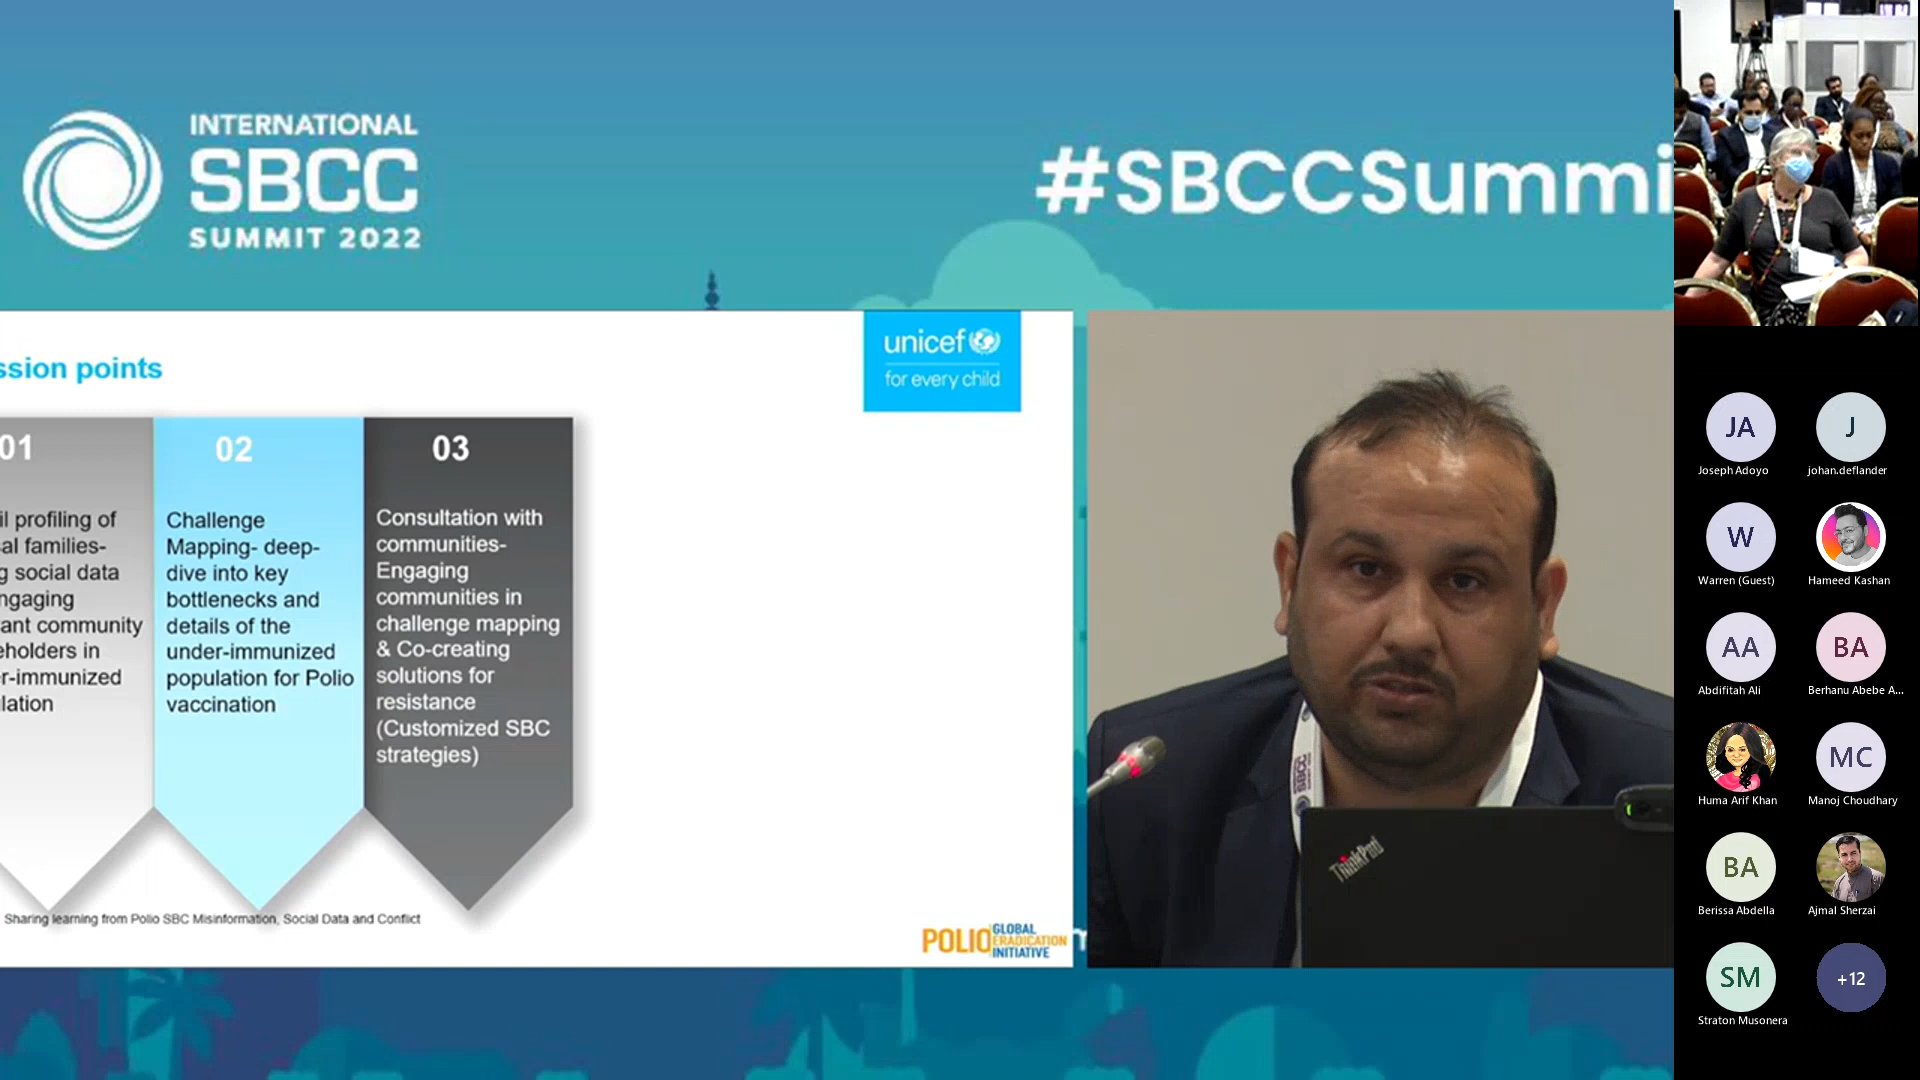 INTERNATIONAL
SBCC
SUMMIT 2022
#SBCCSummi
ssion points
unicef
for every child
01
il profiling of
al families-
g social data
ngaging
ant community
eholders in
r-immunized
lation
02
Challenge
Mapping- deep-
dive into key
bottlenecks and
details of the
under-immunized
population for Polio
vaccination
03
Consultation with
communities-
Engaging
communities in
challenge mapping
& Co-creating
solutions for
resistance
(Customized SBC
strategies)
Sharing learning from Polio SBC Misinformation, Social Data and Conflict
POLIO GLOBAL
ERADICATION
INITIATIVE
SBCC
ThinkPad
JA
Joseph Adoyo
J
johan.deflander
W
Warren (Guest)
Hameed Kashan
AA
Abdifitah Ali
BA
Berhanu Abebe A...
Huma Arif Khan
MC
Manoj Choudhary
BA
Berissa Abdella
Ajmal Sherzai
SM
Straton Musonera
+12